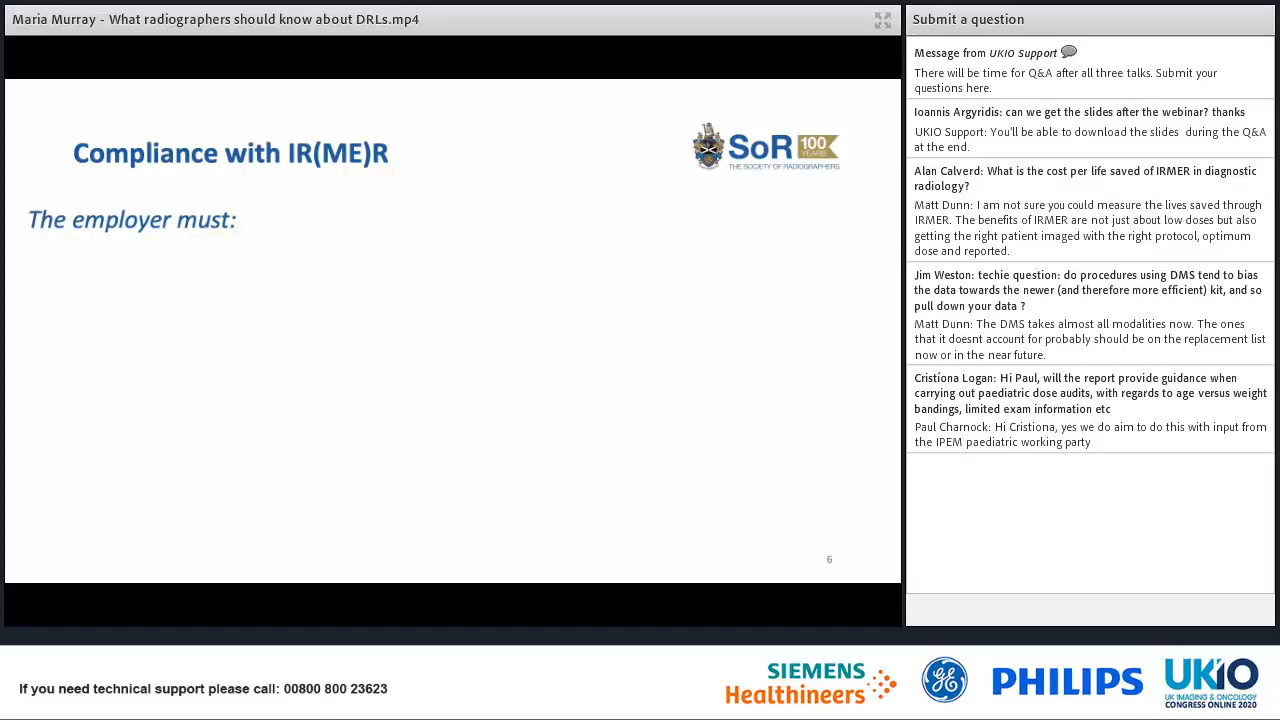 Maria Murray - What radiographers should know about DRLs.mp4
Compliance with IR(ME)R
SoR 100 YEARS
THE SOCIETY OF RADIOGRAPHERS
The employer must:
6
Submit a question
Message from UKIO Support
There will be time for Q&A after all three talks. Submit your
questions here.
Ioannis Argyridis: can we get the slides after the webinar? thanks
UKIO Support: You'll be able to download the slides during the Q&A
at the end.
Alan Calverd: What is the cost per life saved of IRMER in diagnostic
radiology?
Matt Dunn: I am not sure you could measure the lives saved through
IRMER. The benefits of IRMER are not just about low doses but also
getting the right patient imaged with the right protocol, optimum
dose and reported.
Jim Weston: techie question: do procedures using DMS tend to bias
the data towards the newer (and therefore more efficient) kit, and so
pull down your data ?
Matt Dunn: The DMS takes almost all modalities now. The ones
that it doesnt account for probably should be on the replacement list
now or in the near future.
Cristíona Logan: Hi Paul, will the report provide guidance when
carrying out paediatric dose audits, with regards to age versus weight
bandings, limited exam information etc
Paul Charnock: Hi Cristiona, yes we do aim to do this with input from
the IPEM paediatric working party
If you need technical support please call: 00800 800 23623
SIEMENS
Healthineers
GE
PHILIPS
UKIO
UK IMAGING & ONCOLOGY
CONGRESS ONLINE 2020